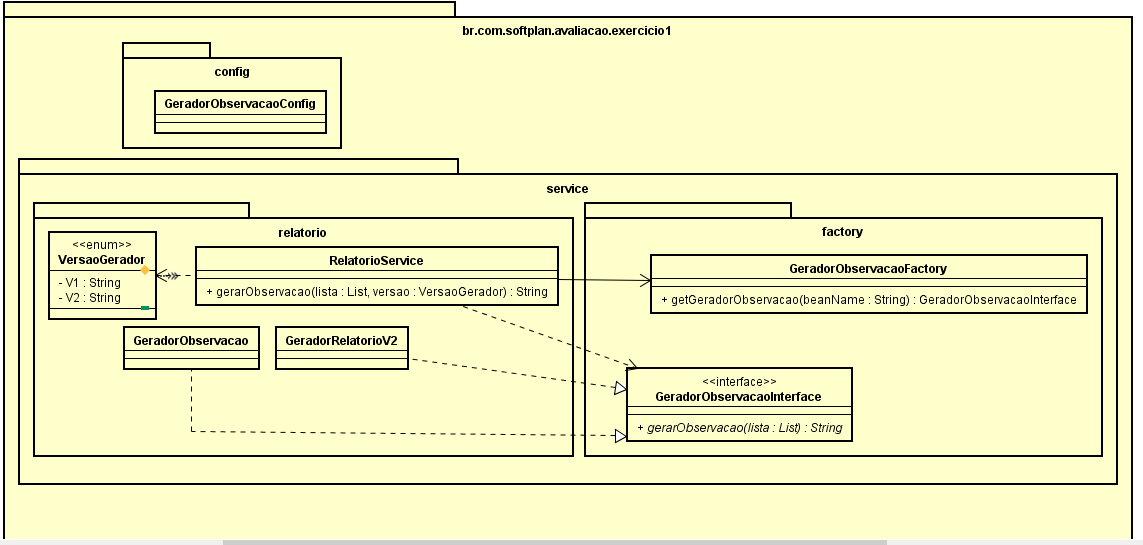 br.com.softplan.avaliacao.exercicio1
config
GeradorObservacaoConfig
service
relatorio
<<enum>>
VersaoGerador
- V1 : String
- V2 : String
RelatorioService
+ gerarObservacao(lista : List, versao : VersaoGerador) : String
GeradorObservacao
GeradorRelatorioV2
factory
GeradorObservacaoFactory
+ getGeradorObservacao(beanName : String) : GeradorObservacaoInterface
<<interface>>
GeradorObservacaoInterface
+ gerarObservacao(lista : List) : String